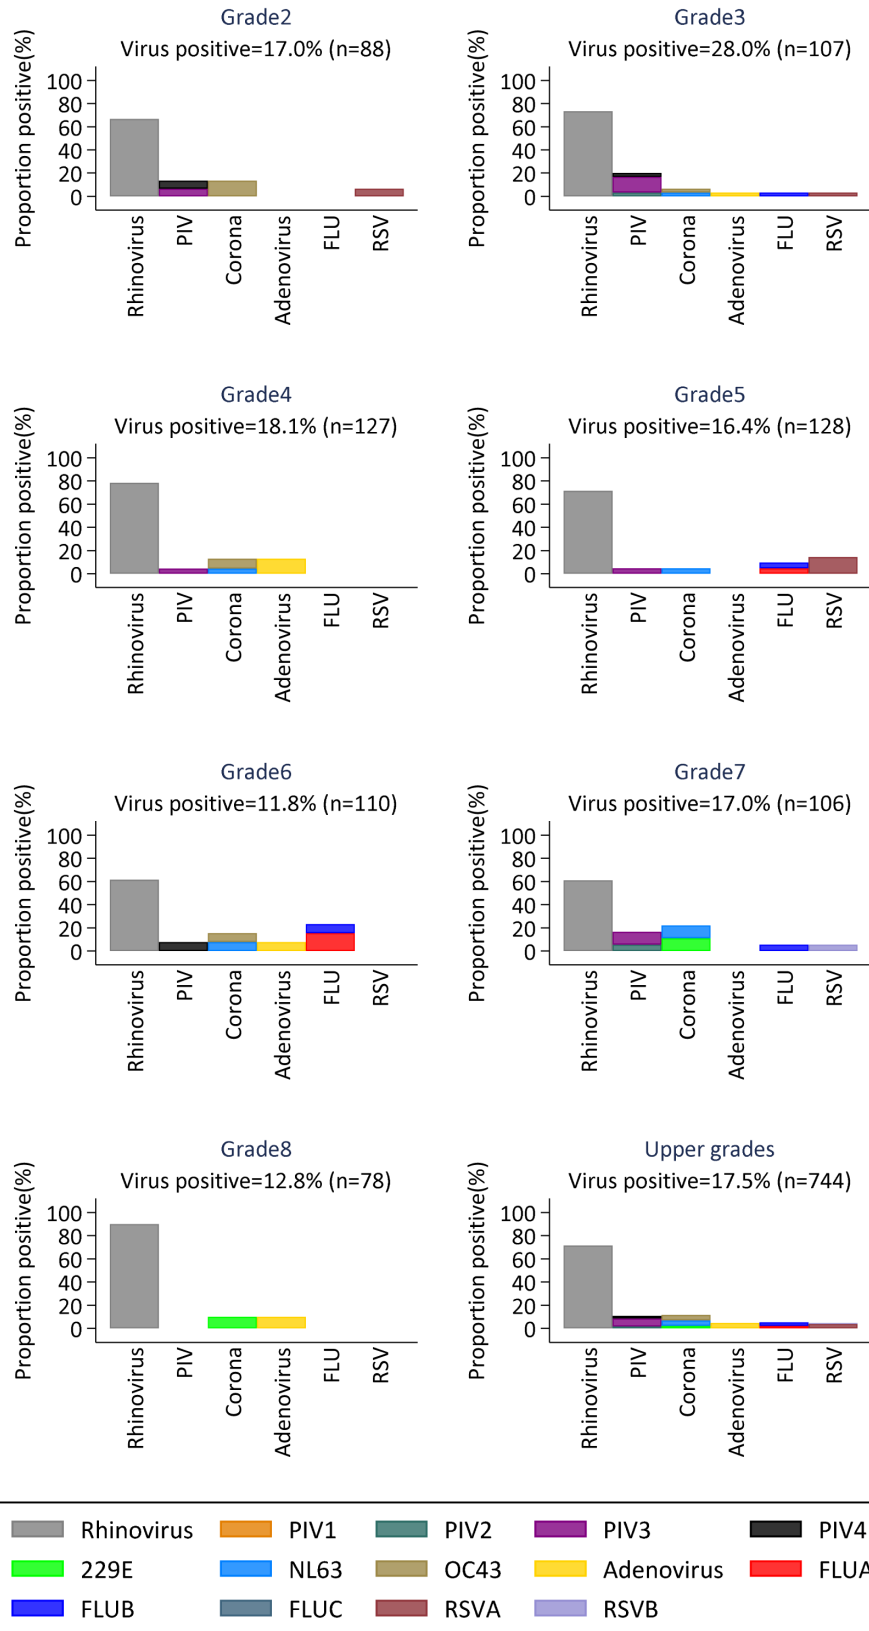 Grade2
Virus positive=17.0% (n=88)
Proportion positive(%)
100
80
60
40
20
0
Rhinovirus
PIV
Corona
Adenovirus
FLU
RSV
Grade3
Virus positive=28.0% (n=107)
Proportion positive(%)
100
80
60
40
20
0
Rhinovirus
PIV
Corona
Adenovirus
FLU
RSV
Grade4
Virus positive=18.1% (n=127)
Proportion positive(%)
100
80
60
40
20
0
Rhinovirus
PIV
Corona
Adenovirus
FLU
RSV
Grade5
Virus positive=16.4% (n=128)
Proportion positive(%)
100
80
60
40
20
0
Rhinovirus
PIV
Corona
Adenovirus
FLU
RSV
Grade6
Virus positive=11.8% (n=110)
Proportion positive(%)
100
80
60
40
20
0
Rhinovirus
PIV
Corona
Adenovirus
FLU
RSV
Grade7
Virus positive=17.0% (n=106)
Proportion positive(%)
100
80
60
40
20
0
Rhinovirus
PIV
Corona
Adenovirus
FLU
RSV
Grade8
Virus positive=12.8% (n=78)
Proportion positive(%)
100
80
60
40
20
0
Rhinovirus
PIV
Corona
Adenovirus
FLU
RSV
Upper grades
Virus positive=17.5% (n=744)
Proportion positive(%)
100
80
60
40
20
0
Rhinovirus
PIV
Corona
Adenovirus
FLU
RSV
Rhinovirus PIV1 PIV2 PIV3 PIV4
229E NL63 OC43 Adenovirus FLUA
FLUB FLUC RSVA RSVB